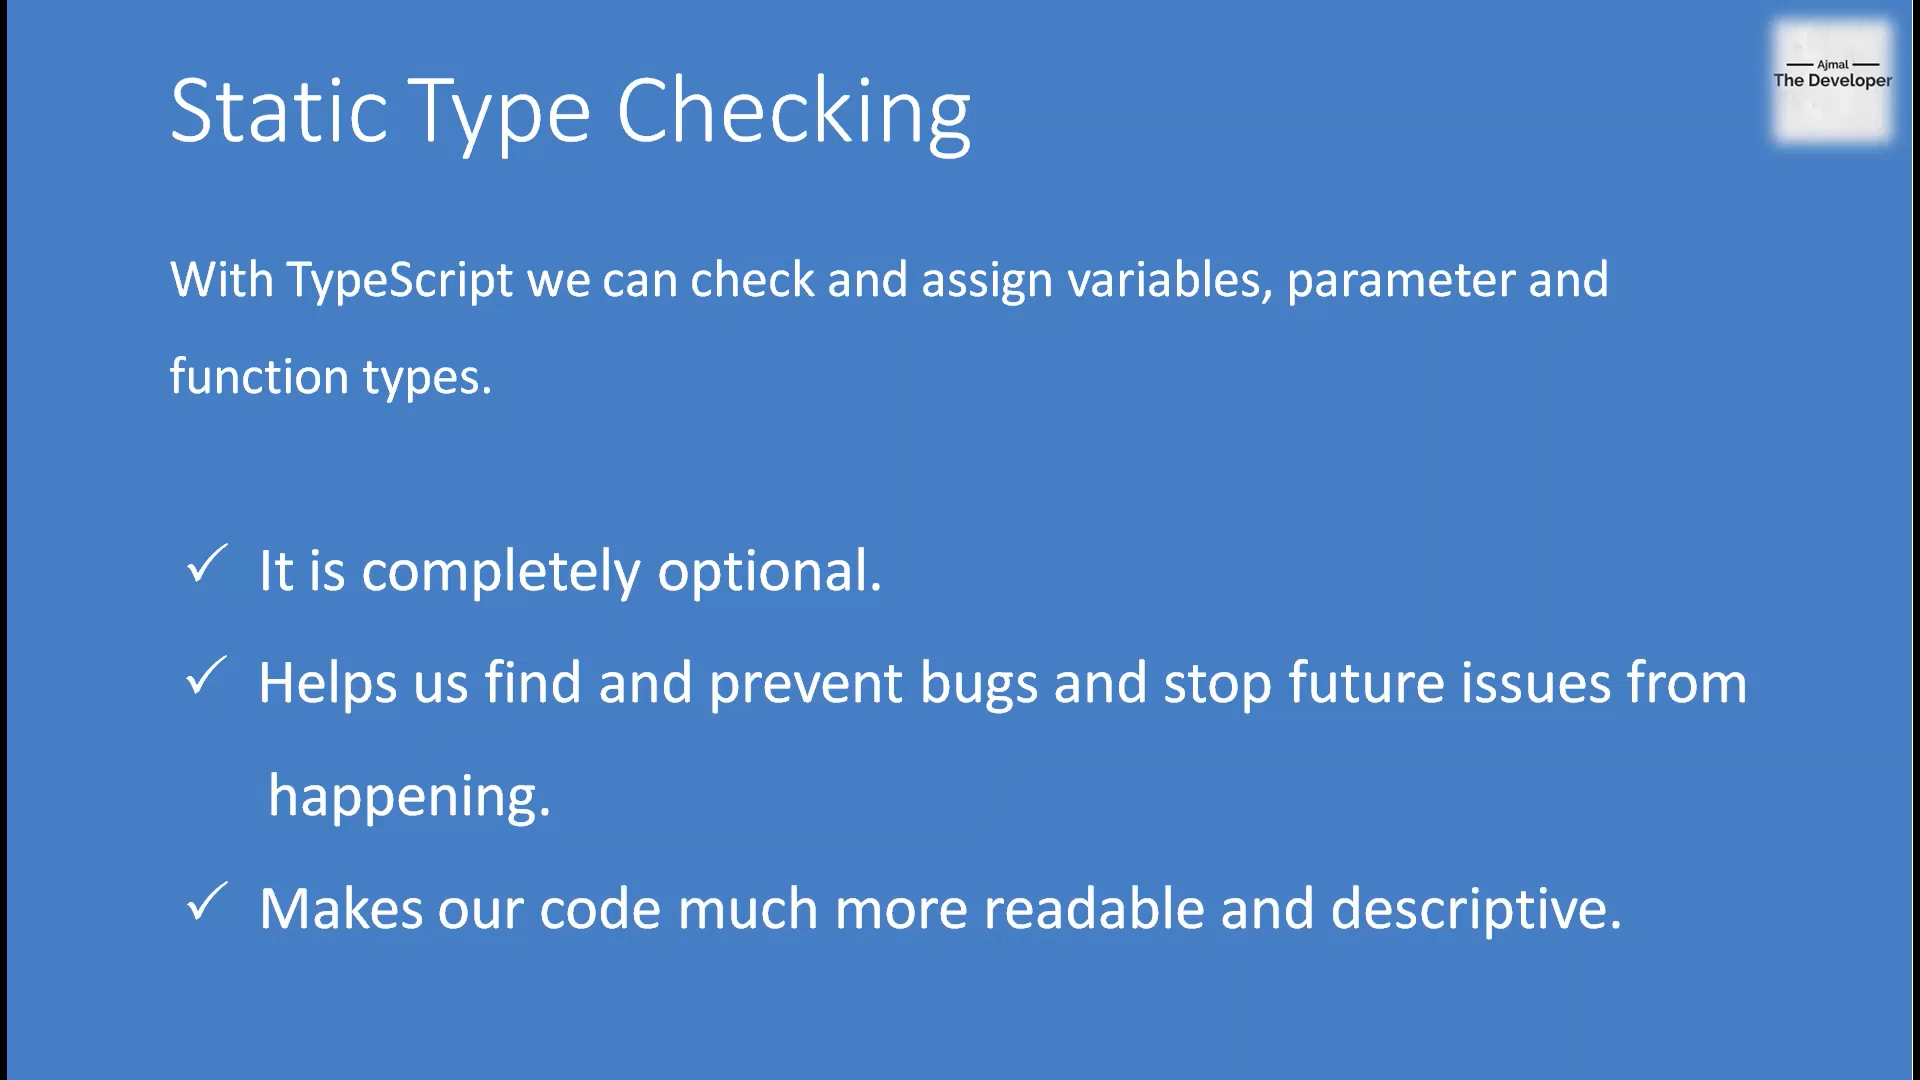 Ajmal
The Developer
Static Type Checking
With TypeScript we can check and assign variables, parameter and
function types.
✓ It is completely optional.
✓ Helps us find and prevent bugs and stop future issues from
happening.
✓ Makes our code much more readable and descriptive.